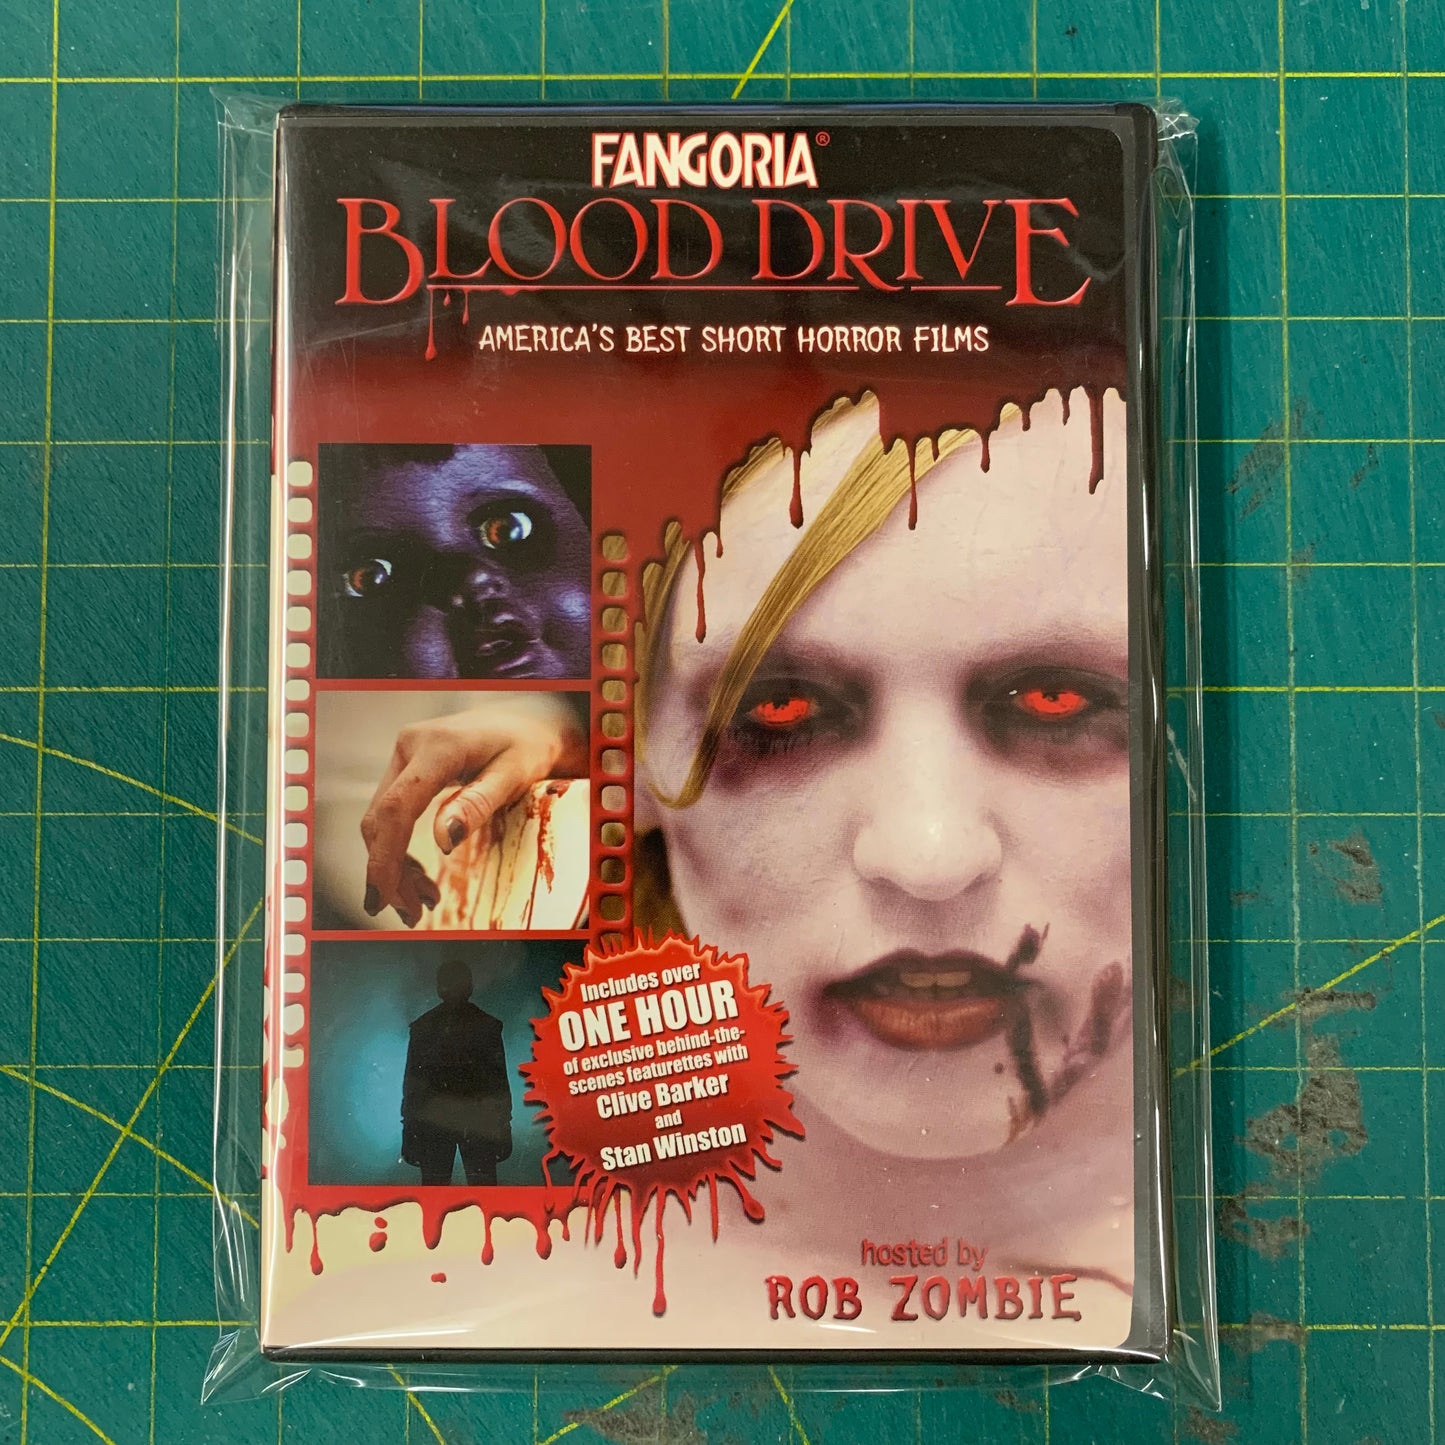 FANGORIA®
BLOOD DRIVE
AMERICA'S BEST SHORT HORROR FILMS
Includes over
ONE HOUR
of exclusive behind-the-
scenes featurettes with
Clive Barker
and
Stan Winston
hosted by
ROB ZOMBIE